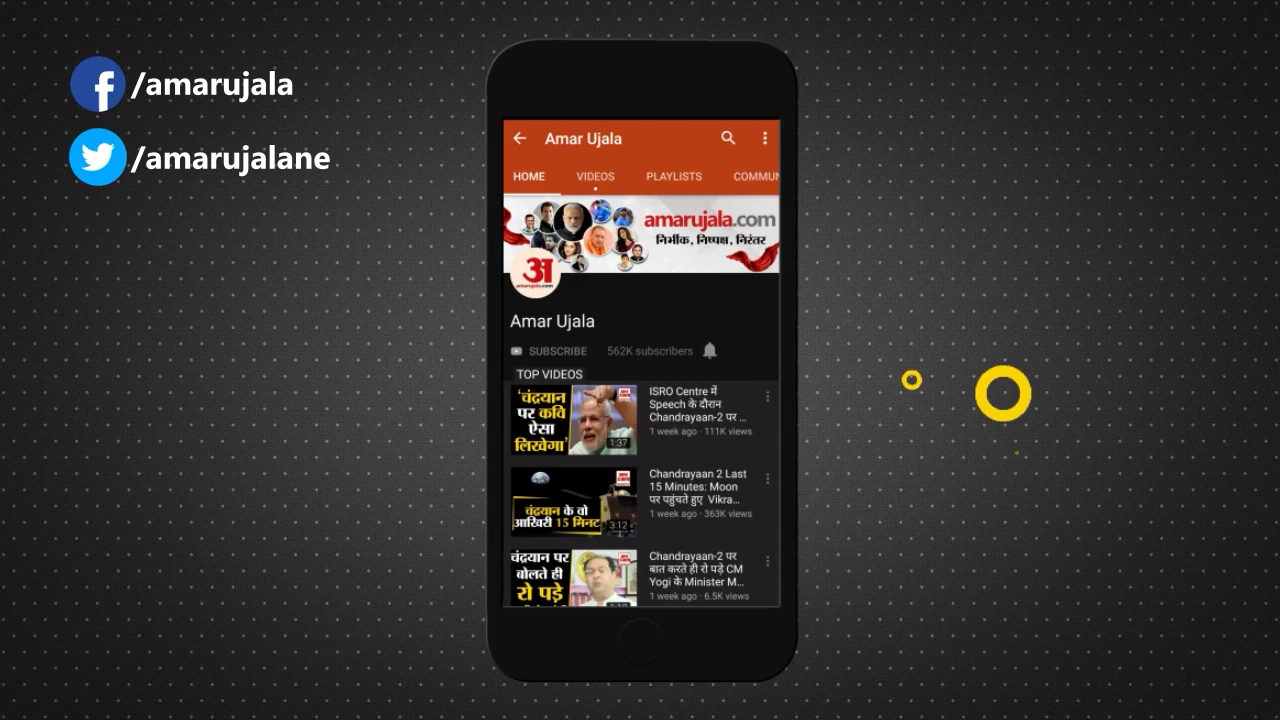 /amarujala
/amarujalane
Amar Ujala
HOME VIDEOS PLAYLISTS COMMUN
amarujala.com
निर्भीक, निष्पक्ष, निरंतर
अ
amarujala.com
Amar Ujala
SUBSCRIBE 562K subscribers
TOP VIDEOS
'चंद्रयान
पर कवि
ऐसा
लिखेगा'
1:37
ISRO Centre में
Speech के दौरान
Chandrayaan-2 पर ...
1 week ago · 111K views
चंद्रयान के वो
आखिरी 15 मिनट
3:12
Chandrayaan 2 Last
15 Minutes: Moon
पर पहुंचते हुए Vikra...
1 week ago · 363K views
चंद्रयान पर
बोलते ही
रो पड़े
Chandrayaan-2 पर
बात करते ही रो पड़े CM
Yogi के Minister M...
1 week ago · 6.5K views